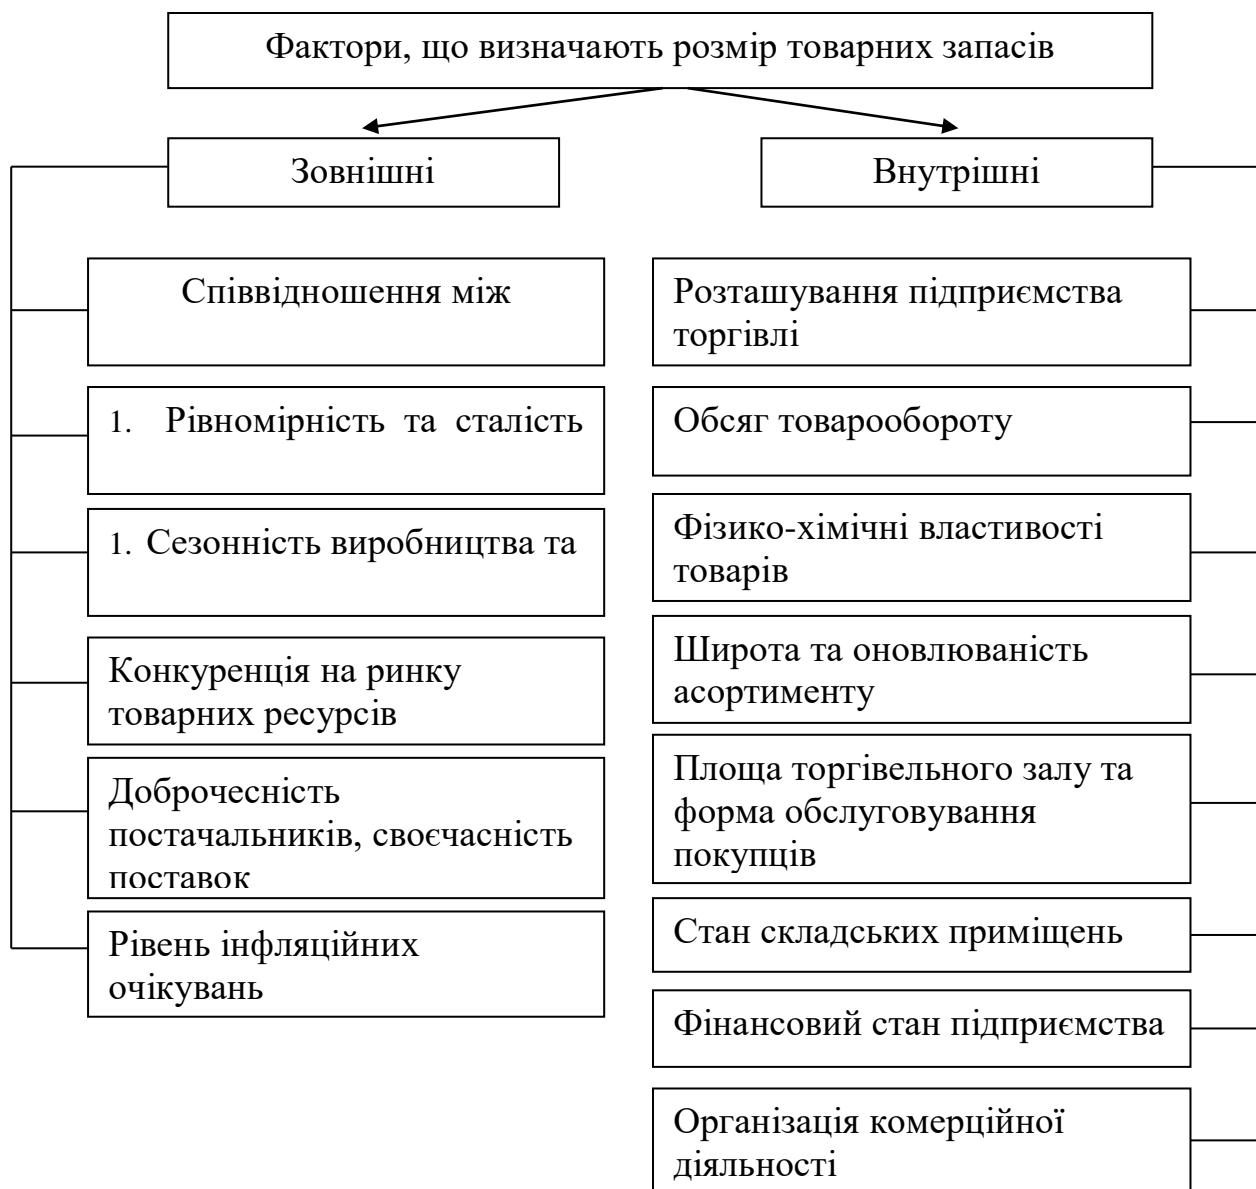 Фактори, що визначають розмір товарних запасів
Зовнішні
Внутрішні
Співвідношення між
1. Рівномірність та сталість
1. Сезонність виробництва та
Конкуренція на ринку
товарних ресурсів
Доброчесність
постачальників, своєчасність
поставок
Рівень інфляційних
очікувань
Розташування підприємства
торгівлі
Обсяг товарообороту
Фізико-хімічні властивості
товарів
Широта та оновлюваність
асортименту
Площа торгівельного залу та
форма обслуговування
покупців
Стан складських приміщень
Фінансовий стан підприємства
Організація комерційної
діяльності